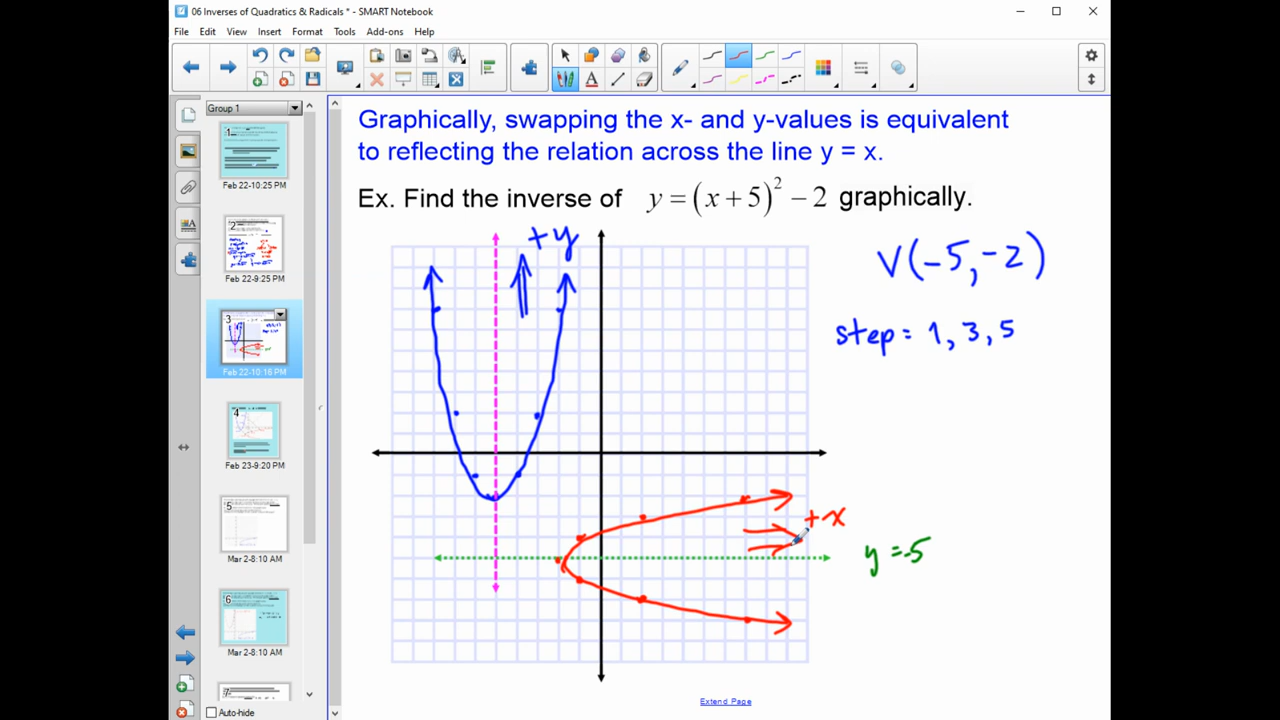 06 Inverses of Quadratics & Radicals * - SMART Notebook
File Edit View Insert Format Tools Add-ons Help
Group 1
Feb 22-10:25 PM
Feb 22-9:25 PM
Feb 22-10:16 PM
Feb 23-9:20 PM
Mar 2-8:10 AM
Mar 2-8:10 AM
Auto-hide
Graphically, swapping the x- and y-values is equivalent
to reflecting the relation across the line y = x.
Ex. Find the inverse of y = (x + 5)² − 2 graphically.
+y
V(-5,-2)
step = 1, 3, 5
+x
y = -5
Extend Page